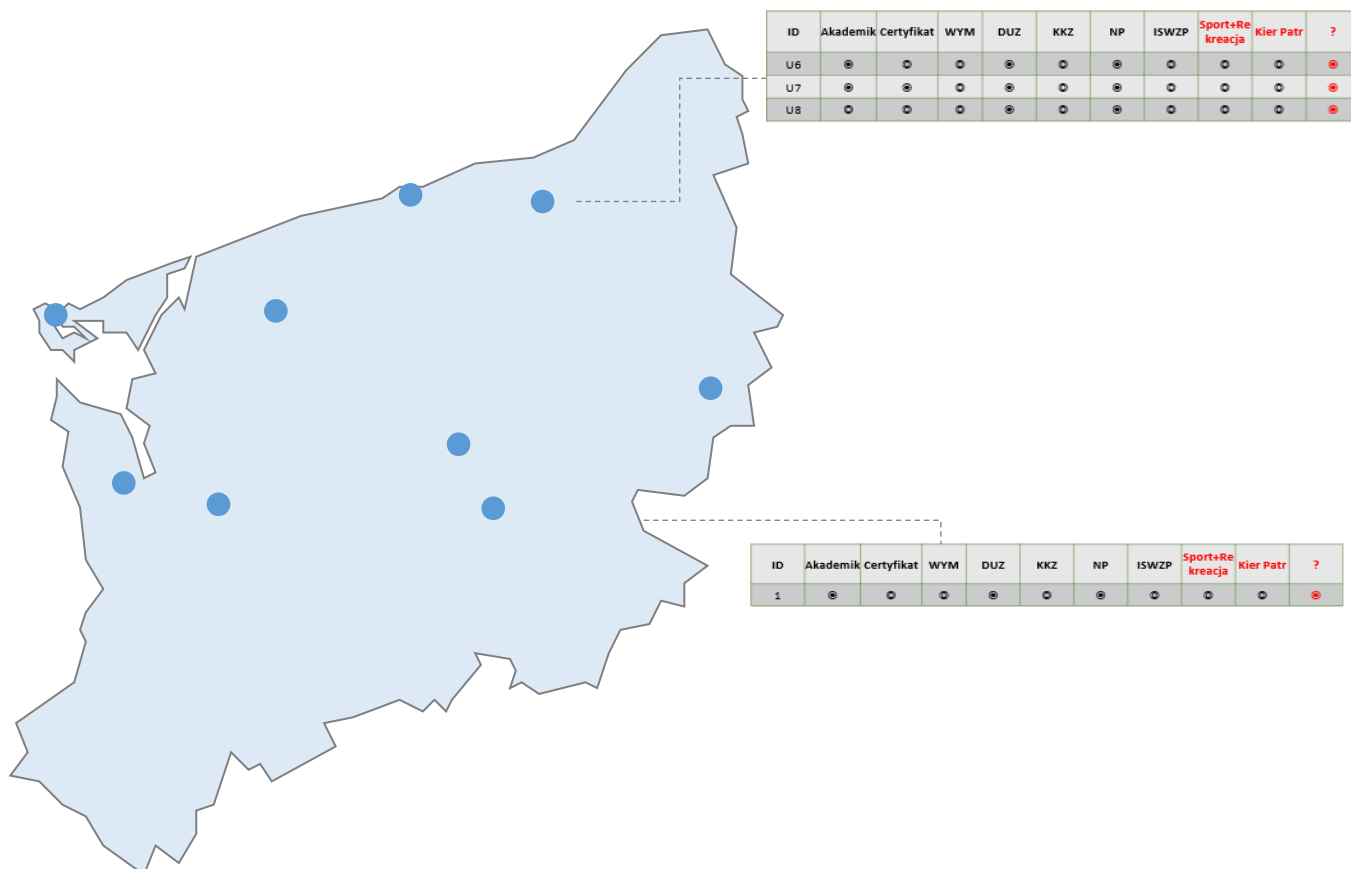 ID Akademik Certyfikat WYM DUZ KKZ NP ISWZP Sport+Re kreacja Kier Patr ?
U6 ◉ ◎ ◎ ◉ ◎ ◉ ◎ ◎ ◎ ◉
U7 ◉ ◉ ◎ ◉ ◎ ◉ ◎ ◎ ◎ ◉
U8 ◎ ◎ ◎ ◉ ◎ ◉ ◎ ◎ ◎ ◉
ID Akademik Certyfikat WYM DUZ KKZ NP ISWZP Sport+Re kreacja Kier Patr ?
1 ◉ ◎ ◎ ◉ ◎ ◉ ◎ ◎ ◎ ◉